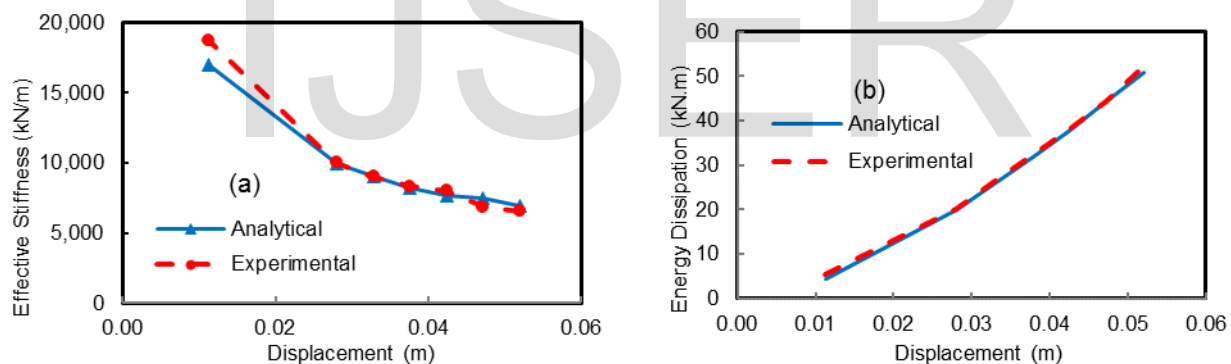 IJSER
20,000
15,000
10,000
5,000
0
Effective Stiffness (kN/m)
(a)
Analytical
Experimental
0.00 0.02 0.04 0.06
Displacement (m)
60
50
40
30
20
10
0
Energy Dissipation (kN.m)
(b)
Analytical
Experimental
0.00 0.01 0.02 0.03 0.04 0.05 0.06
Displacement (m)